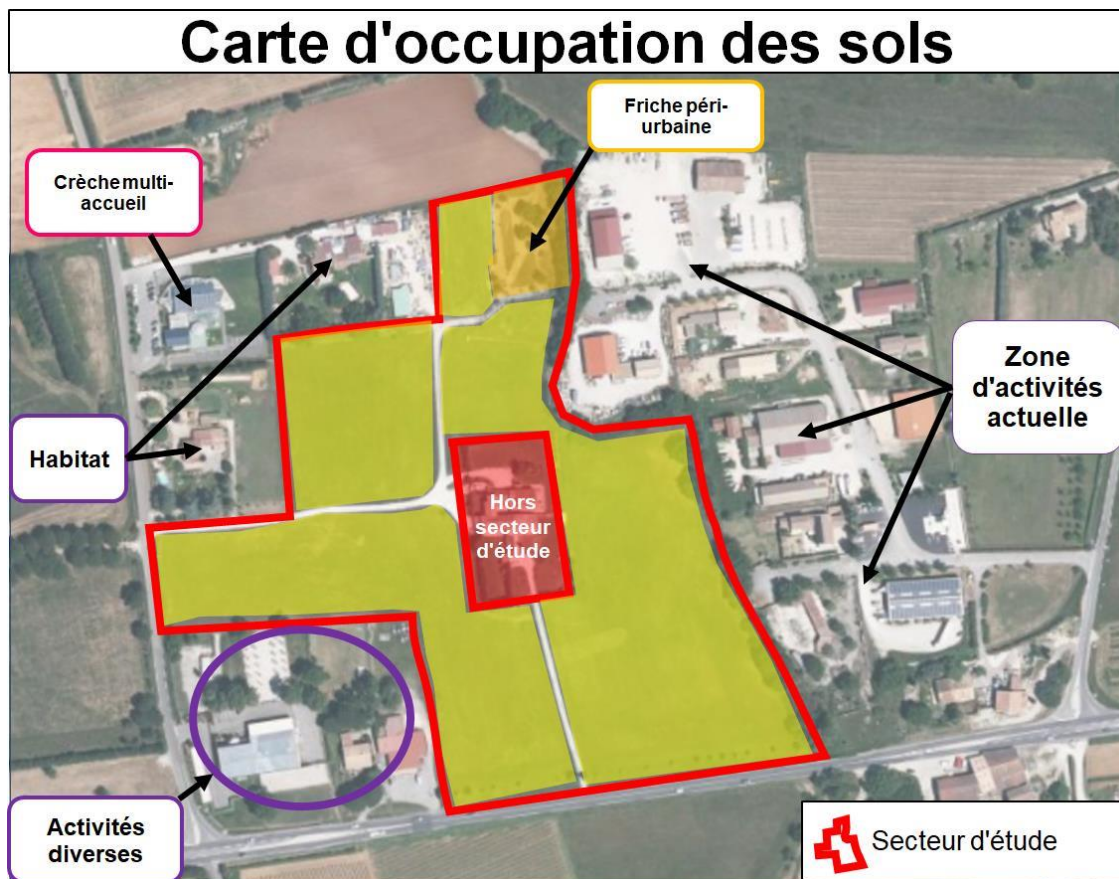 Carte d'occupation des sols
Friche péri-
urbaine
Crèche multi-
accueil
Zone
d'activités
actuelle
Habitat
Hors
secteur
d'étude
Activités
diverses
Secteur d'étude